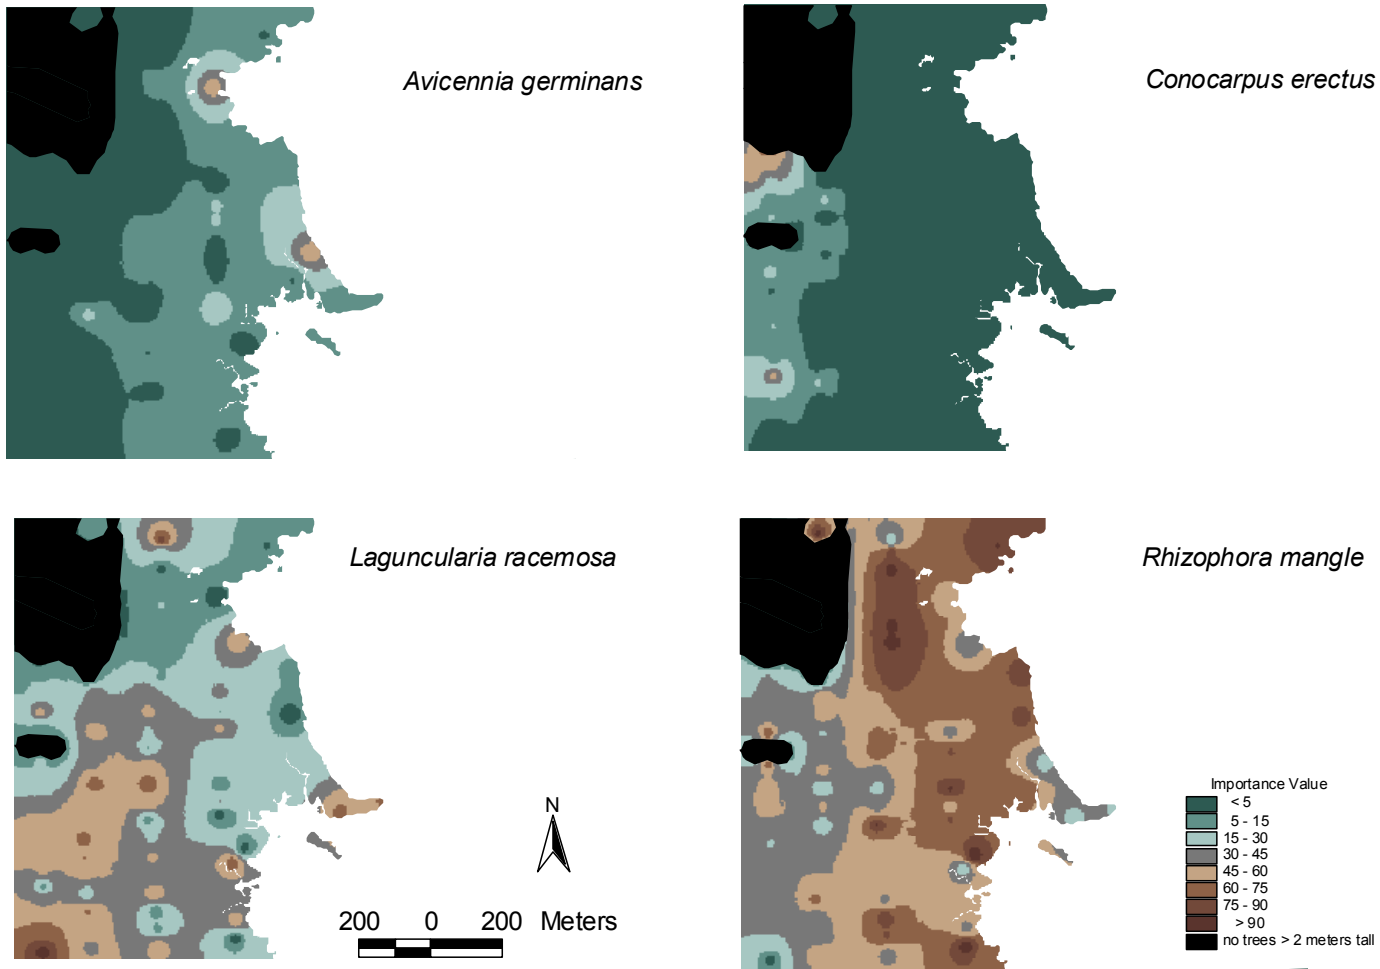 Avicennia germinans
Conocarpus erectus
Laguncularia racemosa
Rhizophora mangle
N
200 0 200 Meters
Importance Value
< 5
5 - 15
15 - 30
30 - 45
45 - 60
60 - 75
75 - 90
> 90
no trees > 2 meters tall